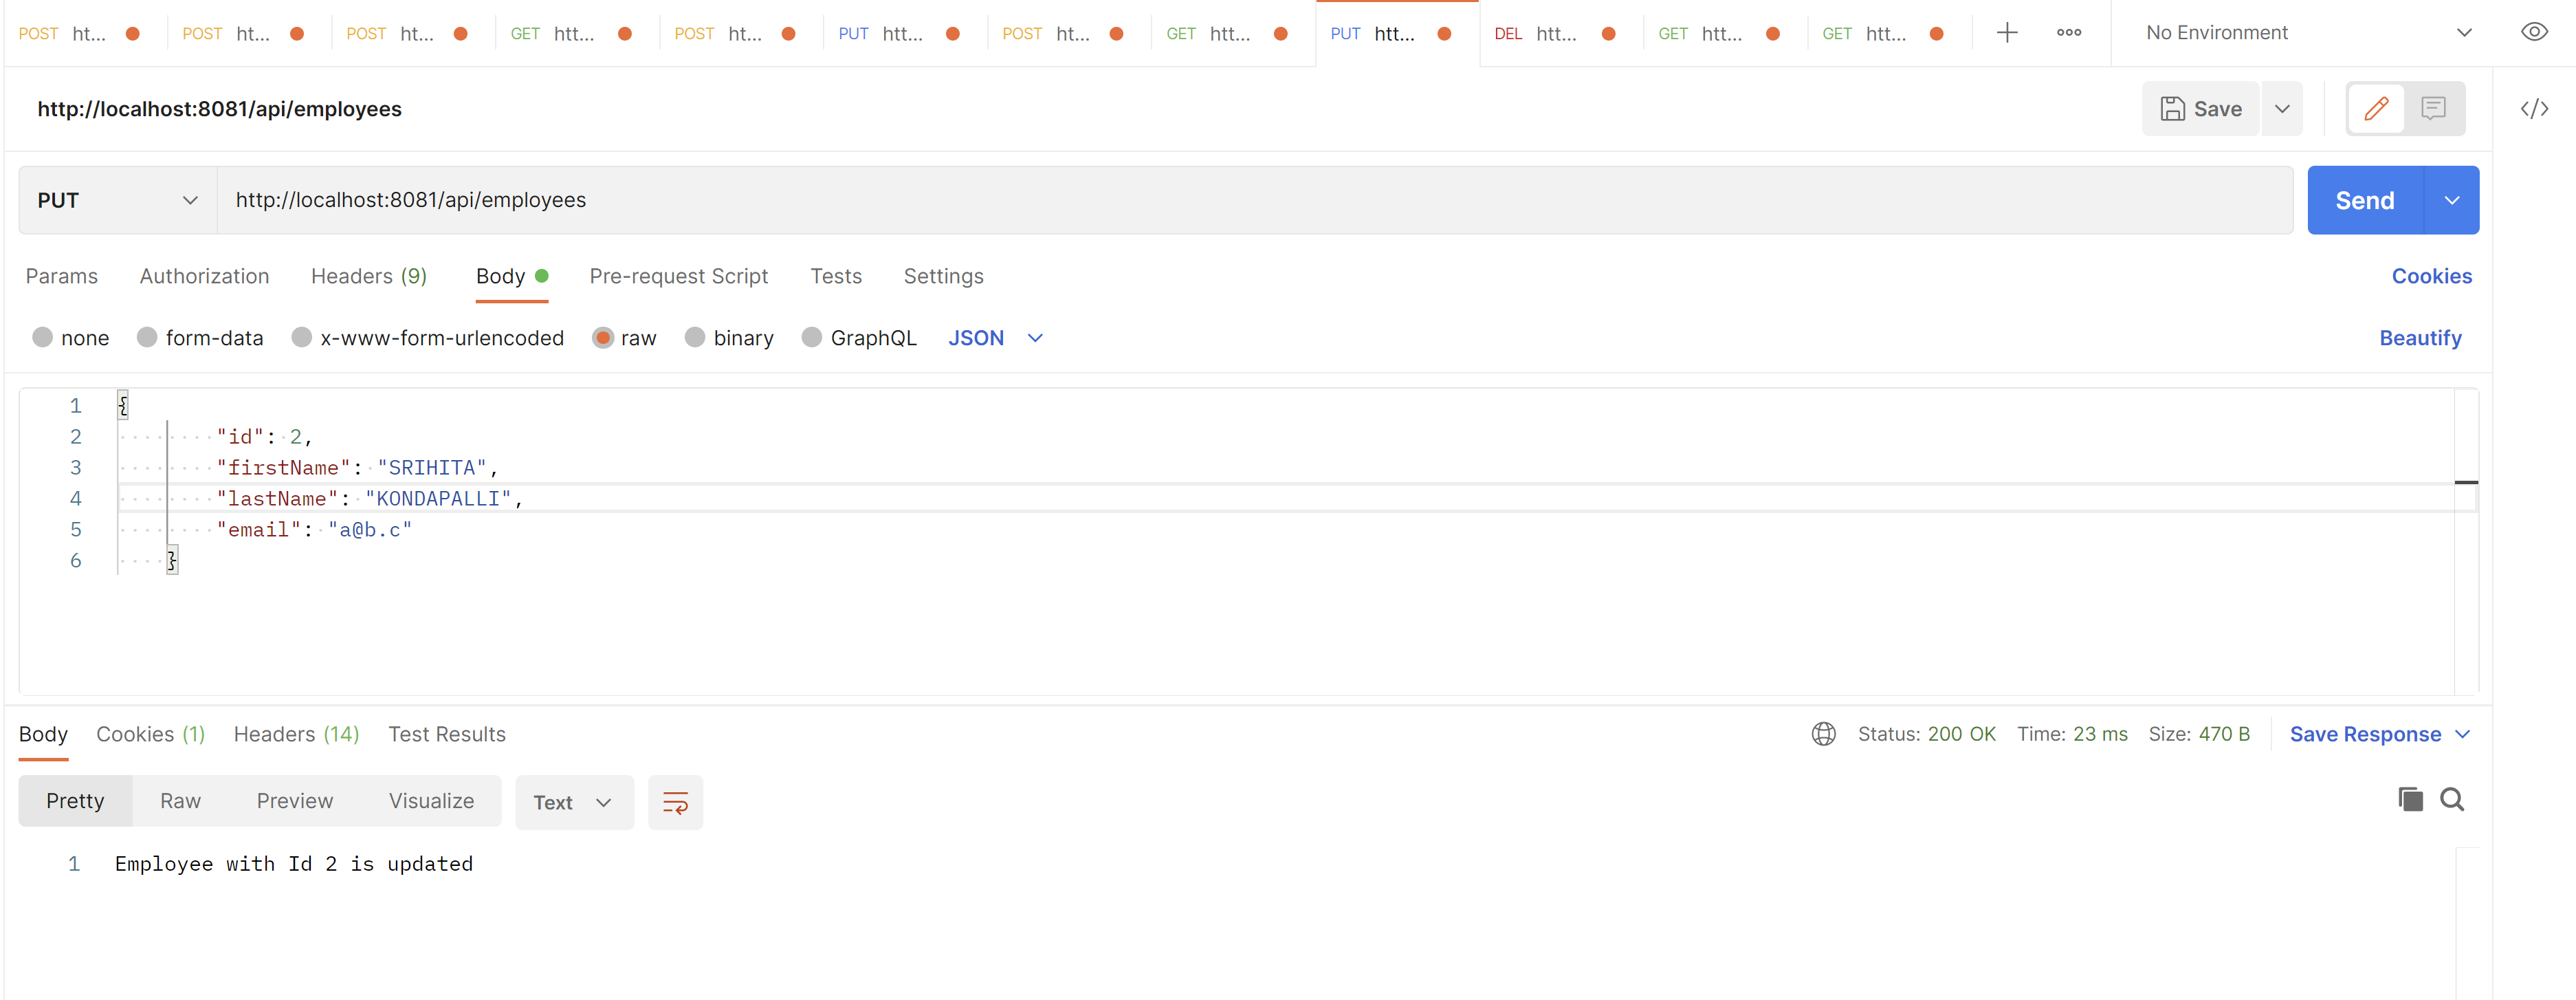 POST ht... POST ht... POST ht... GET htt... POST ht... PUT htt... POST ht... GET htt... PUT htt... DEL htt... GET htt... GET htt... No Environment
http://localhost:8081/api/employees Save
PUT http://localhost:8081/api/employees Send
Params Authorization Headers (9) Body Pre-request Script Tests Settings Cookies
none form-data x-www-form-urlencoded raw binary GraphQL JSON Beautify
1 {
2 "id": 2,
3 "firstName": "SRIHITA",
4 "lastName": "KONDAPALLI",
5 "email": "a@b.c"
6 }
Body Cookies (1) Headers (14) Test Results Status: 200 OK Time: 23 ms Size: 470 B Save Response
Pretty Raw Preview Visualize Text
1 Employee with Id 2 is updated